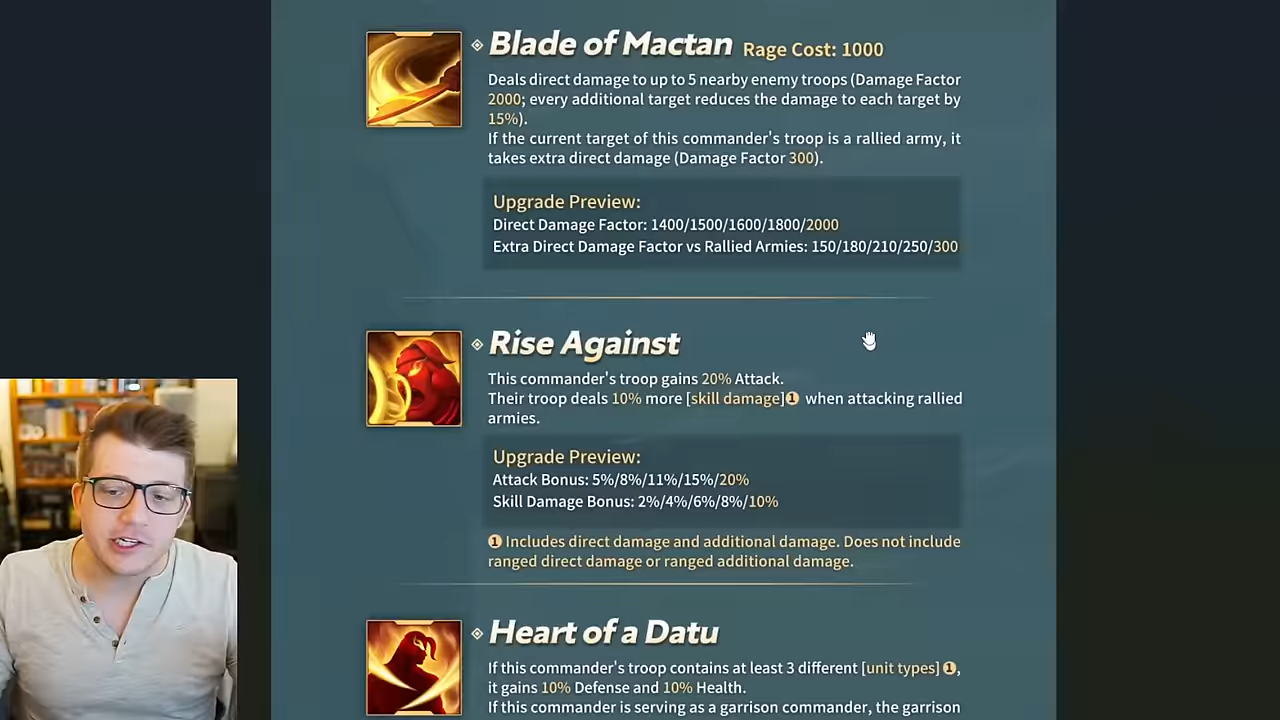 Blade of Mactan Rage Cost: 1000
Deals direct damage to up to 5 nearby enemy troops (Damage Factor
2000; every additional target reduces the damage to each target by
15%).
If the current target of this commander's troop is a rallied army, it
takes extra direct damage (Damage Factor 300).
Upgrade Preview:
Direct Damage Factor: 1400/1500/1600/1800/2000
Extra Direct Damage Factor vs Rallied Armies: 150/180/210/250/300
Rise Against
This commander's troop gains 20% Attack.
Their troop deals 10% more [skill damage]❶ when attacking rallied
armies.
Upgrade Preview:
Attack Bonus: 5%/8%/11%/15%/20%
Skill Damage Bonus: 2%/4%/6%/8%/10%
❶ Includes direct damage and additional damage. Does not include
ranged direct damage or ranged additional damage.
Heart of a Datu
If this commander's troop contains at least 3 different [unit types] ❶,
it gains 10% Defense and 10% Health.
If this commander is serving as a garrison commander, the garrison